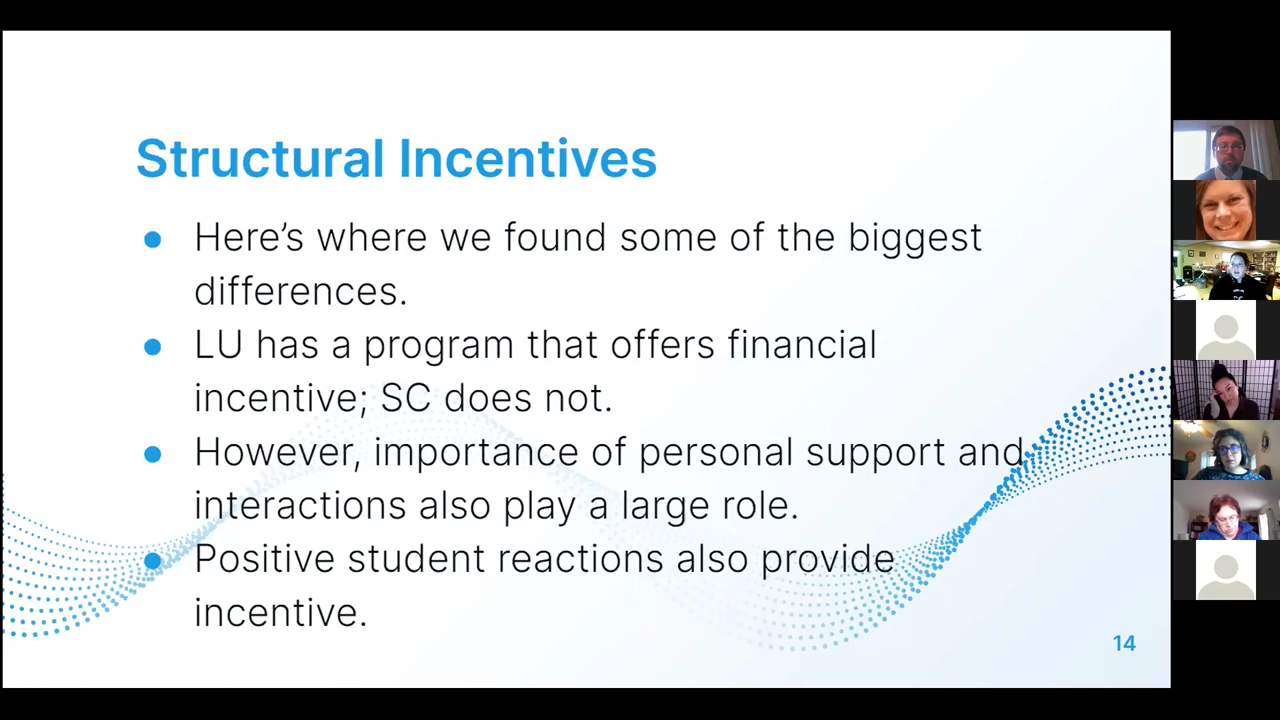 Structural Incentives
● Here’s where we found some of the biggest
differences.
● LU has a program that offers financial
incentive; SC does not.
● However, importance of personal support and
interactions also play a large role.
● Positive student reactions also provide
incentive.
14